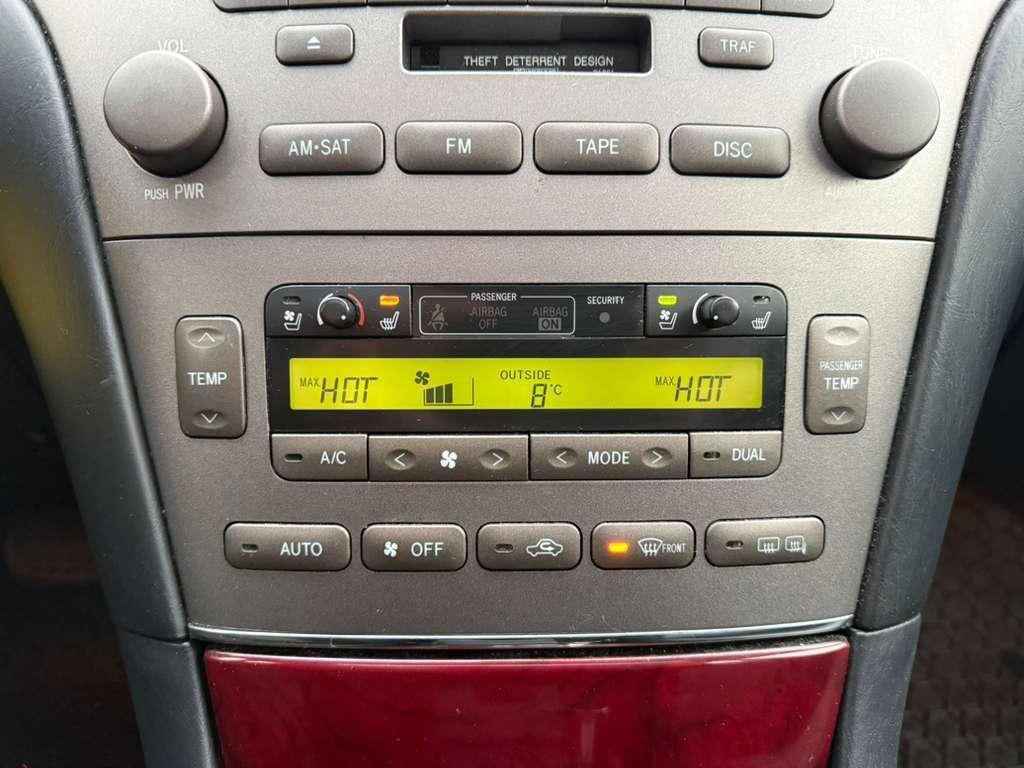 VOL
THEFT DETERRENT DESIGN
TRAF
TUNE
AM•SAT
FM
TAPE
DISC
PUSH PWR
PASSENGER
AIRBAG OFF
AIRBAG ON
SECURITY
TEMP
MAX HOT
OUTSIDE
8°C
MAX HOT
PASSENGER
TEMP
A/C
MODE
DUAL
AUTO
OFF
FRONT